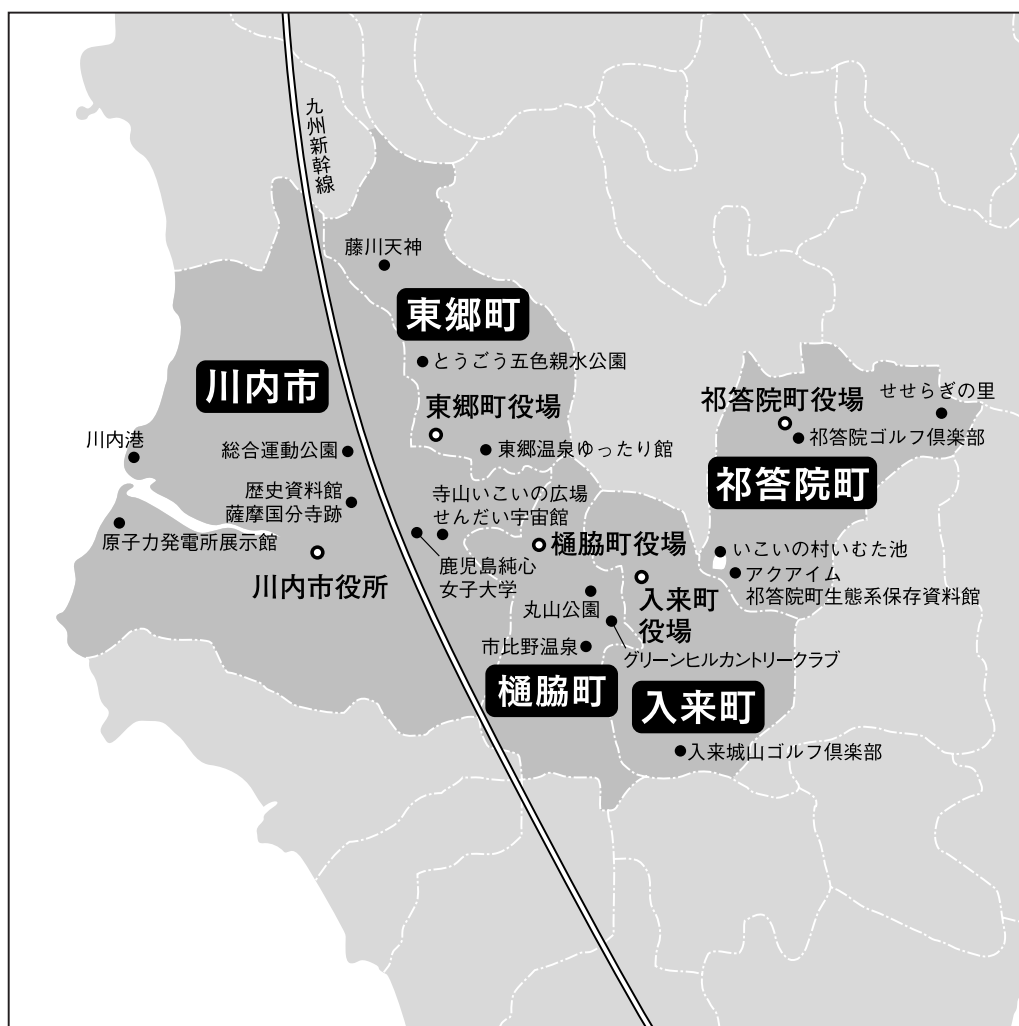 九州新幹線
藤川天神
東郷町
とうごう五色親水公園
川内市
東郷町役場
祁答院町役場
せせらぎの里
川内港
総合運動公園
東郷温泉ゆったり館
祁答院ゴルフ倶楽部
祁答院町
歴史資料館
薩摩国分寺跡
寺山いこいの広場
せんだい宇宙館
原子力発電所展示館
樋脇町役場
いこいの村いむた池
川内市役所
鹿児島純心
女子大学
アクアイム
祁答院町生態系保存資料館
丸山公園
入来町
役場
市比野温泉
グリーンヒルカントリークラブ
樋脇町
入来町
入来城山ゴルフ倶楽部